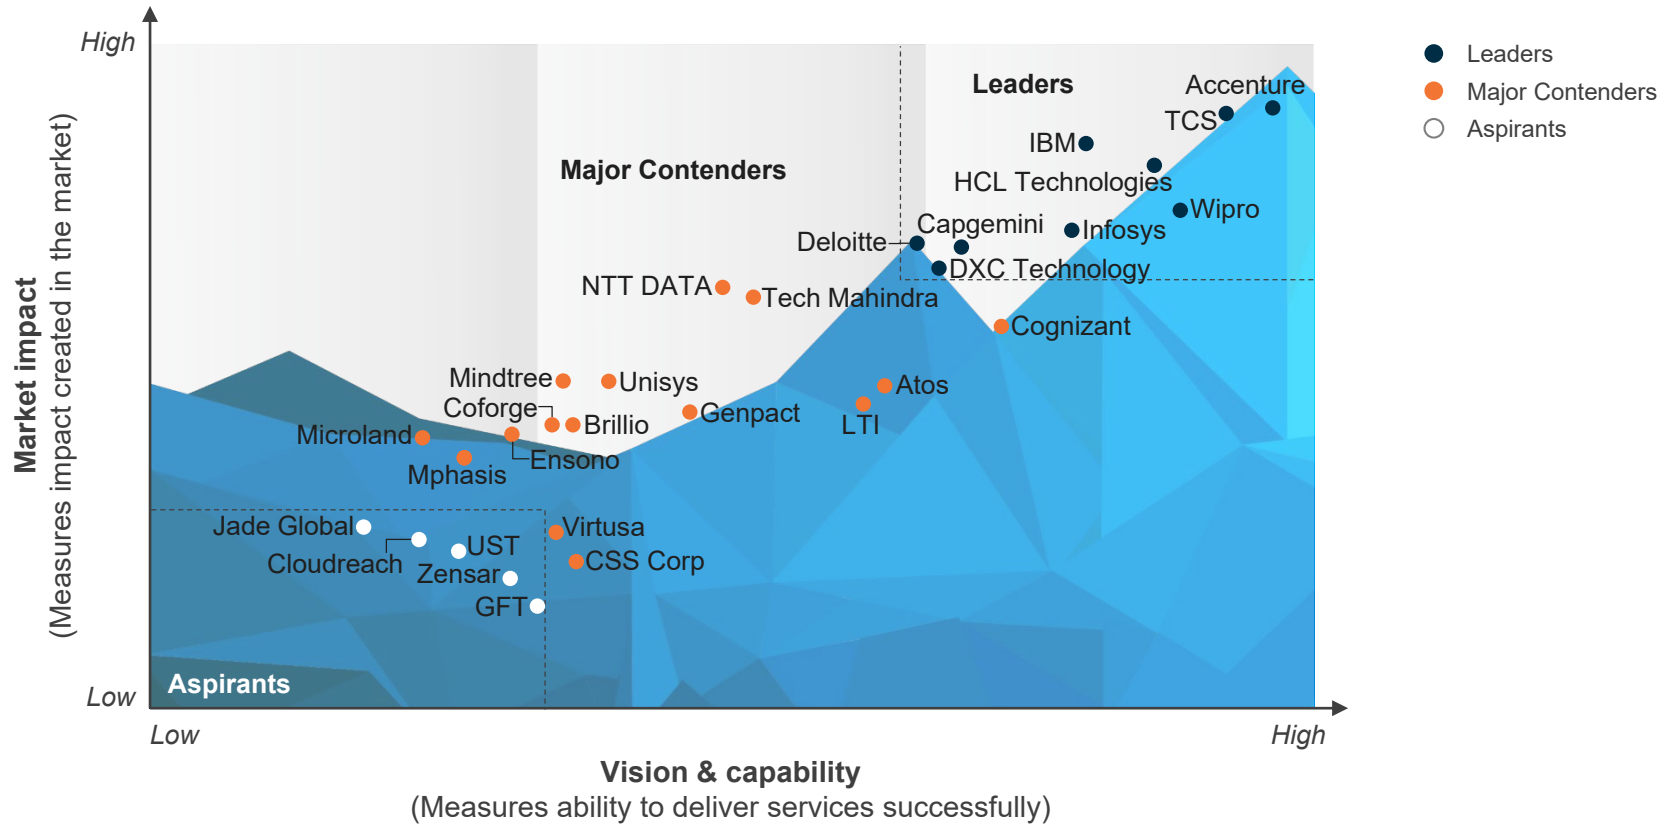 High
Market impact
(Measures impact created in the market)
Low
Low
High
Vision & capability
(Measures ability to deliver services successfully)
Leaders
Major Contenders
Aspirants
Leaders
Accenture
TCS
IBM
HCL Technologies
Wipro
Capgemini
Infosys
Deloitte
DXC Technology
Major Contenders
NTT DATA
Tech Mahindra
Cognizant
Mindtree
Unisys
Atos
Coforge
Genpact
Brillio
LTI
Microland
Ensono
Mphasis
Virtusa
CSS Corp
Jade Global
UST
Cloudreach
Zensar
GFT
Aspirants